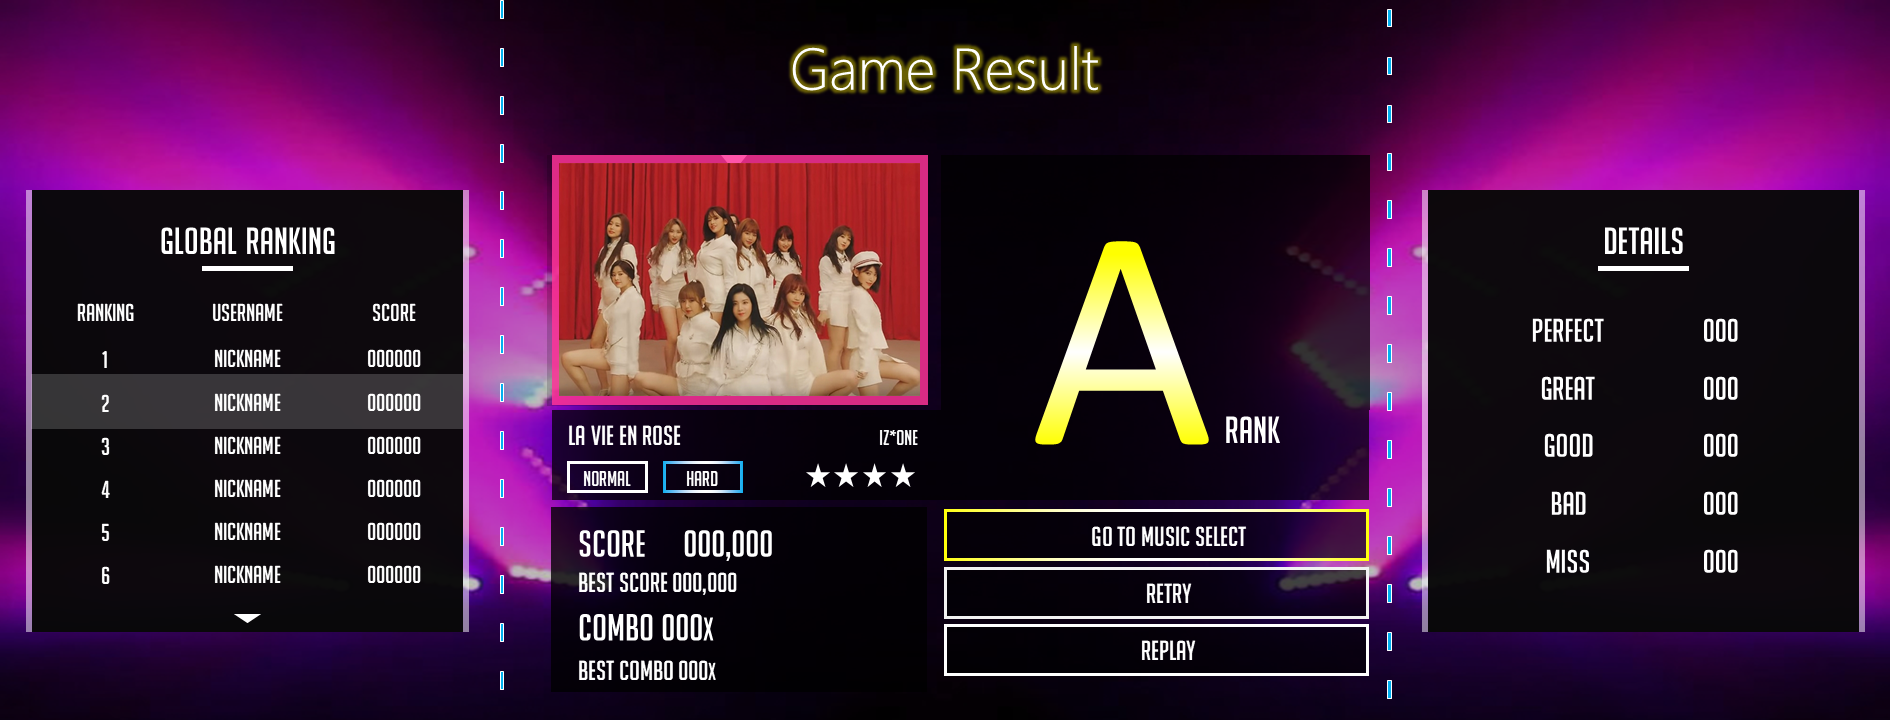 Game Result
GLOBAL RANKING
RANKING USERNAME SCORE
1 NICKNAME 000000
2 NICKNAME 000000
3 NICKNAME 000000
4 NICKNAME 000000
5 NICKNAME 000000
6 NICKNAME 000000
LA VIE EN ROSE IZ*ONE
NORMAL HARD ★★★★
SCORE 000,000
BEST SCORE 000,000
COMBO 000X
BEST COMBO 000X
A RANK
GO TO MUSIC SELECT
RETRY
REPLAY
DETAILS
PERFECT 000
GREAT 000
GOOD 000
BAD 000
MISS 000